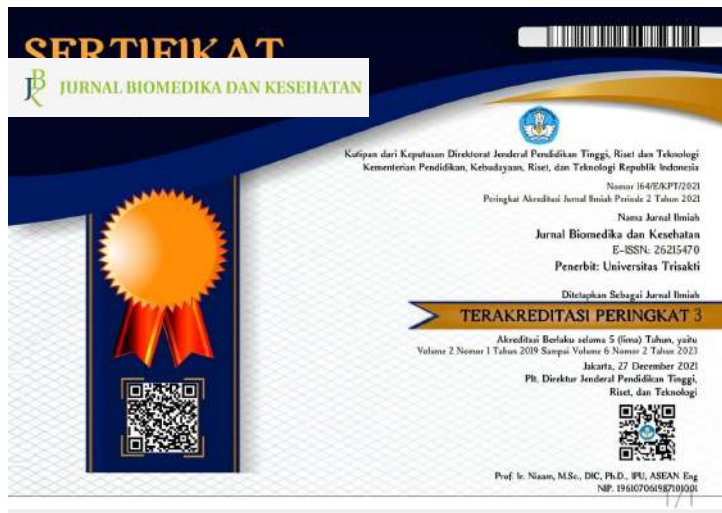 SERTIFIKAT
JBK JURNAL BIOMEDIKA DAN KESEHATAN
Kutipan dari Keputusan Direktorat Jenderal Pendidikan Tinggi, Riset dan Teknologi
Kementerian Pendidikan, Kebudayaan, Riset, dan Teknologi Republik Indonesia
Nomor 164/E/KPT/2021
Peringkat Akreditasi Jurnal Ilmiah Periode 2 Tahun 2021
Nama Jurnal Ilmiah
Jurnal Biomedika dan Kesehatan
E-ISSN: 26215470
Penerbit: Universitas Trisakti
Ditetapkan Sebagai Jurnal Ilmiah
TERAKREDITASI PERINGKAT 3
Akreditasi Berlaku selama 5 (lima) Tahun, yaitu
Volume 2 Nomor 1 Tahun 2019 Sampai Volume 6 Nomor 2 Tahun 2023
Jakarta, 27 December 2021
Plt. Direktur Jenderal Pendidikan Tinggi,
Riset, dan Teknologi
Prof. Ir. Nizam, M.Sc., DIC, Ph.D., IPU, ASEAN Eng
NIP. 196107061987101001
1/1